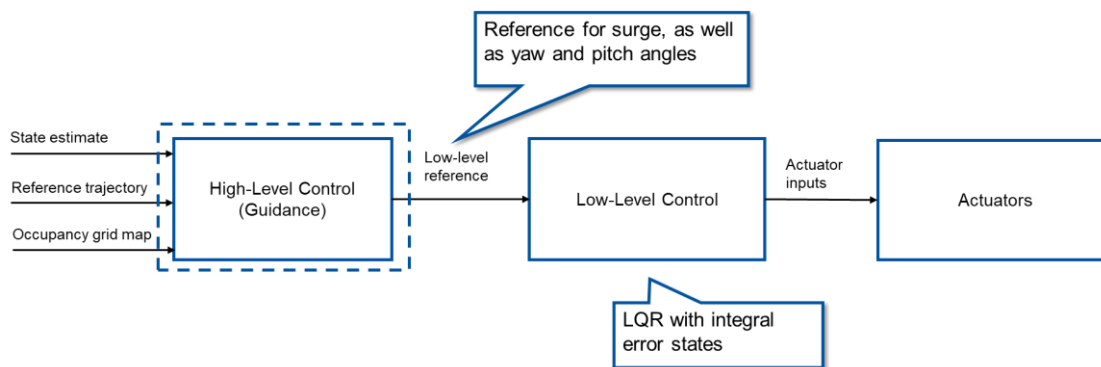 Reference for surge, as well
as yaw and pitch angles
State estimate
Reference trajectory
Occupancy grid map
High-Level Control
(Guidance)
Low-level
reference
Low-Level Control
Actuator
inputs
Actuators
LQR with integral
error states